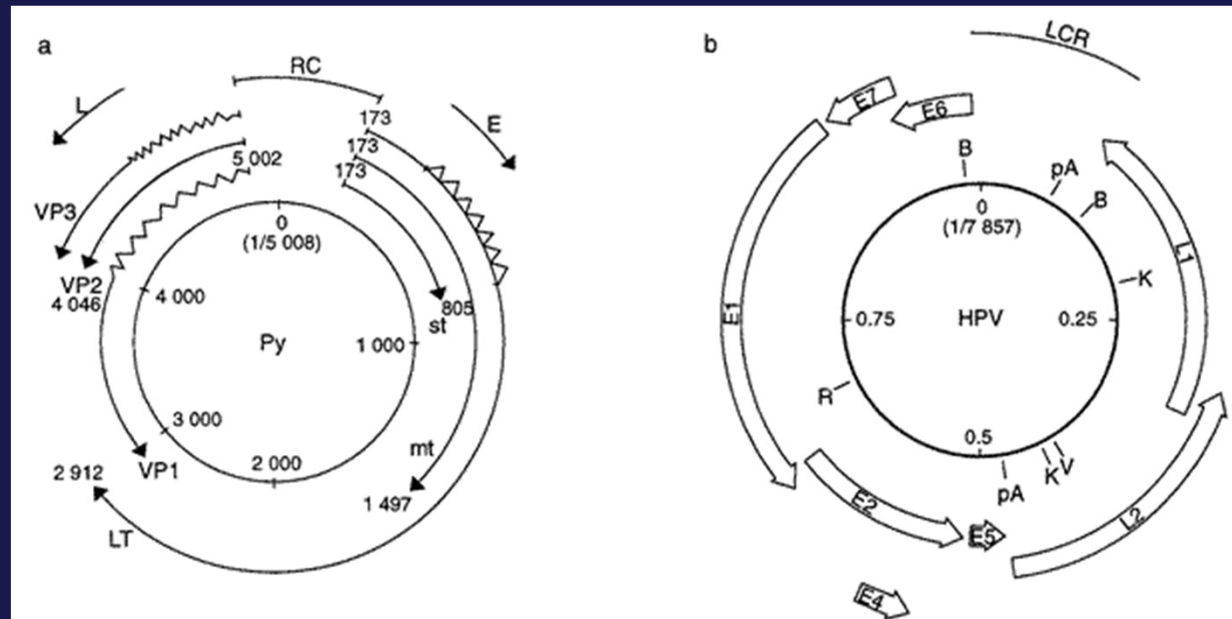 a
RC
L
E
173
173
173
5 002
VP3
VP2
4 046
0
(1/5 008)
4 000
805
st
Py
1 000
3 000
mt
2 912
VP1
2 000
1 497
LT
b
LCR
E7
E6
B
pA
B
0
(1/7 857)
K
L1
E1
0.75
HPV
0.25
R
0.5
K
V
pA
E2
E5
L2
E4